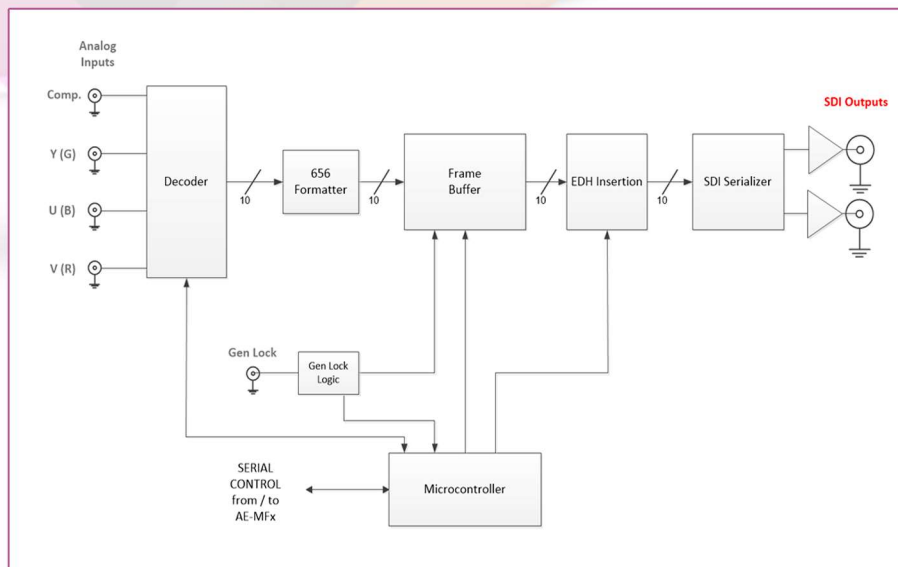 Analog
Inputs
Comp.
Y (G)
U (B)
V (R)
Decoder
10
656
Formatter
10
Frame
Buffer
10
EDH Insertion
10
SDI Serializer
SDI Outputs
Gen Lock
Gen Lock
Logic
SERIAL
CONTROL
from / to
AE-MFx
Microcontroller